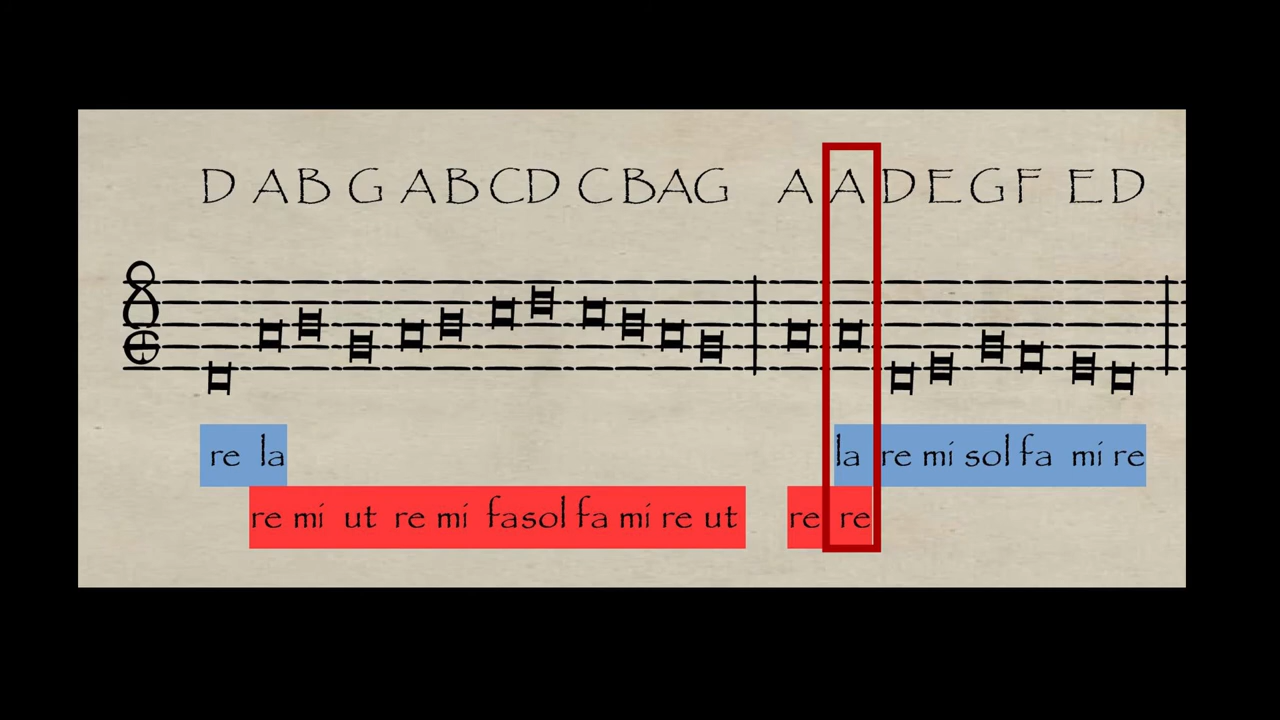 D A B G A B C D C B A G A A D E G F E D
re la la re mi sol fa mi re
re mi ut re mi fa sol fa mi re ut re re